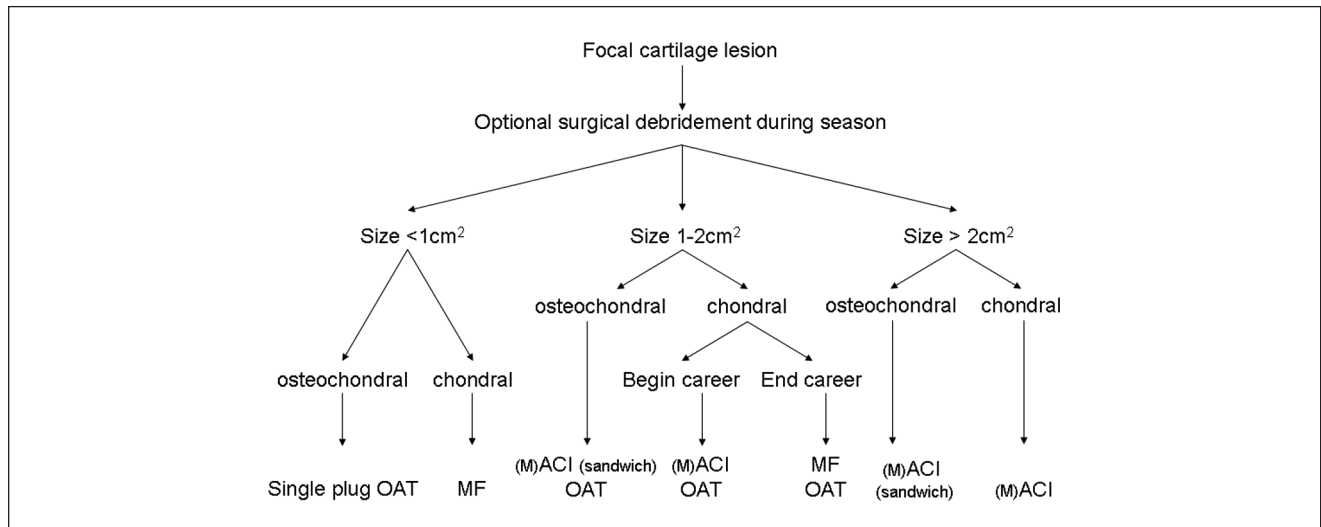 Focal cartilage lesion
Optional surgical debridement during season
Size <1cm²
Size 1-2cm²
Size > 2cm²
osteochondral
chondral
osteochondral
chondral
osteochondral
chondral
Begin career
End career
Single plug OAT
MF
(M)ACI (sandwich)
OAT
(M)ACI
OAT
MF
OAT
(M)ACI
(sandwich)
(M)ACI